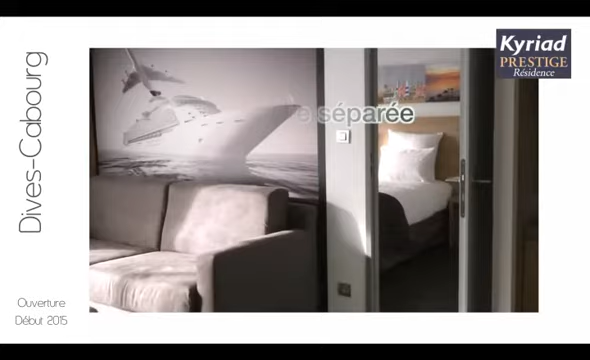 Kyriad
PRESTIGE
Résidence
Dives-Cabourg
e séparée
Ouverture
Début 2015